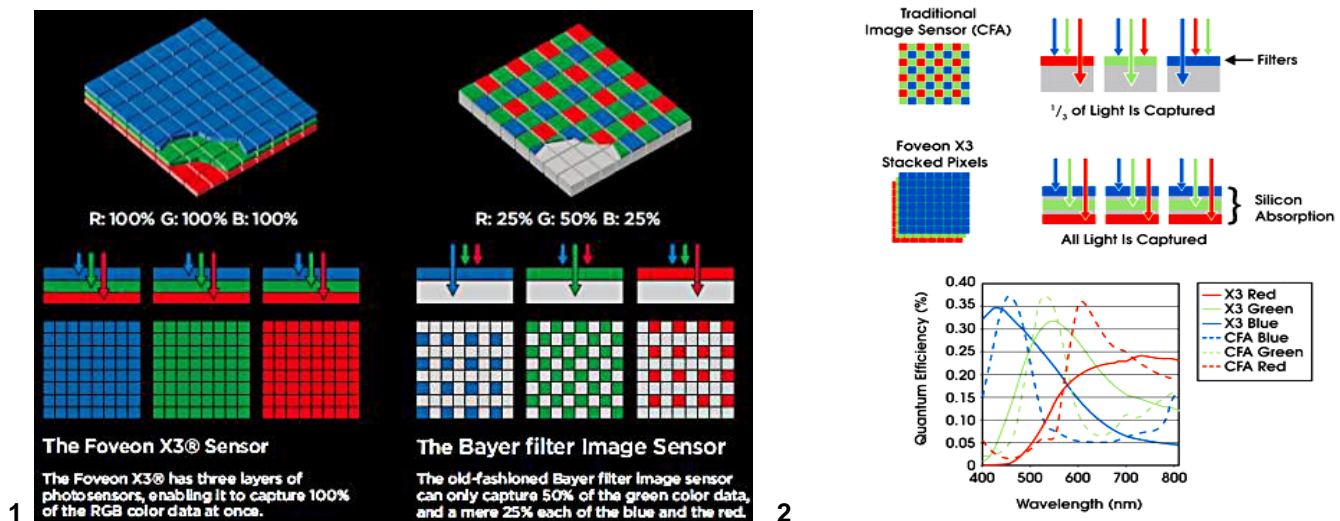 R: 100% G: 100% B: 100%
R: 25% G: 50% B: 25%
The Foveon X3® Sensor
The Foveon X3® has three layers of
photosensors, enabling it to capture 100%
of the RGB color data at once.
The Bayer filter Image Sensor
The old-fashioned Bayer filter image sensor
can only capture 50% of the green color data,
and a mere 25% each of the blue and the red.
1
Traditional
Image Sensor (CFA)
Filters
1/3 of Light Is Captured
Foveon X3
Stacked Pixels
Silicon
Absorption
All Light Is Captured
Quantum Efficiency (%)
0.40
0.35
0.30
0.25
0.20
0.15
0.10
0.05
0
400 500 600 700 800
Wavelength (nm)
X3 Red
X3 Green
X3 Blue
CFA Blue
CFA Green
CFA Red
2